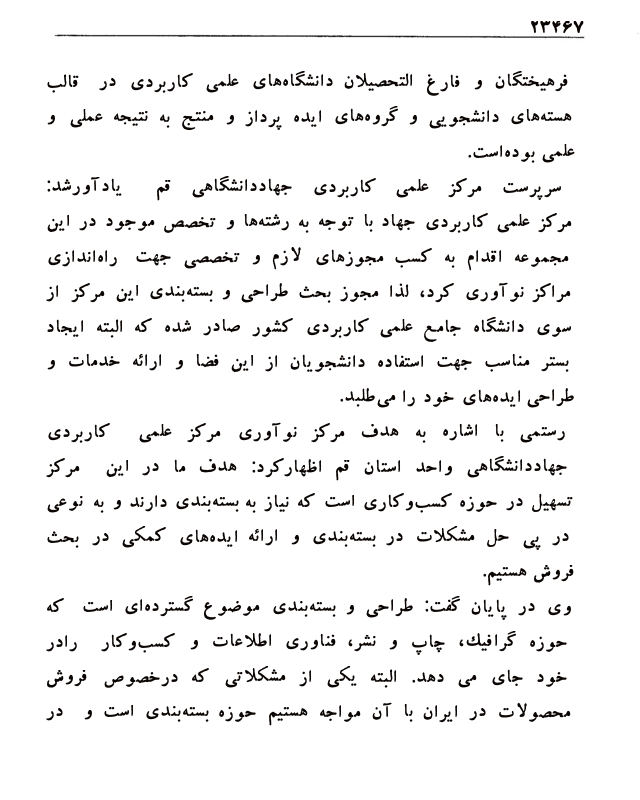 ۲۳۴۶۷
فرهیختگان و فارغ التحصیلان دانشگاه‌های علمی کاربردی در قالب
هسته‌های دانشجویی و گروه‌های ایده پرداز و منتج به نتیجه عملی و
علمی بوده‌است.
سرپرست مرکز علمی کاربردی جهاددانشگاهی قم یادآورشد:
مرکز علمی کاربردی جهاد با توجه به رشته‌ها و تخصص موجود در این
مجموعه اقدام به کسب مجوزهای لازم و تخصصی جهت راه‌اندازی
مراکز نوآوری کرد، لذا مجوز بحث طراحی و بسته‌بندی این مرکز از
سوی دانشگاه جامع علمی کاربردی کشور صادر شده که البته ایجاد
بستر مناسب جهت استفاده دانشجویان از این فضا و ارائه خدمات و
طراحی ایده‌های خود را می‌طلبد.
رستمی با اشاره به هدف مرکز نوآوری مرکز علمی کاربردی
جهاددانشگاهی واحد استان قم اظهارکرد: هدف ما در این مرکز
تسهیل در حوزه کسب‌وکاری است که نیاز به بسته‌بندی دارند و به نوعی
در پی حل مشکلات در بسته‌بندی و ارائه ایده‌های کمکی در بحث
فروش هستیم.
وی در پایان گفت: طراحی و بسته‌بندی موضوع گسترده‌ای است که
حوزه گرافیك، چاپ و نشر، فناوری اطلاعات و کسب‌وکار رادر
خود جای می دهد. البته یکی از مشکلاتی که درخصوص فروش
محصولات در ایران با آن مواجه هستیم حوزه بسته‌بندی است و در